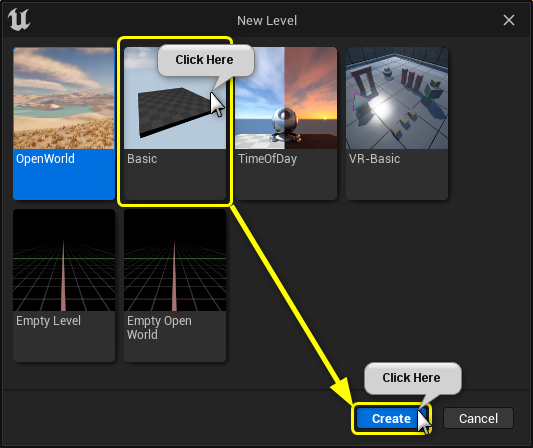 New Level
Click Here
OpenWorld
Basic
TimeOfDay
VR-Basic
Empty Level
Empty Open
World
Click Here
Create
Cancel